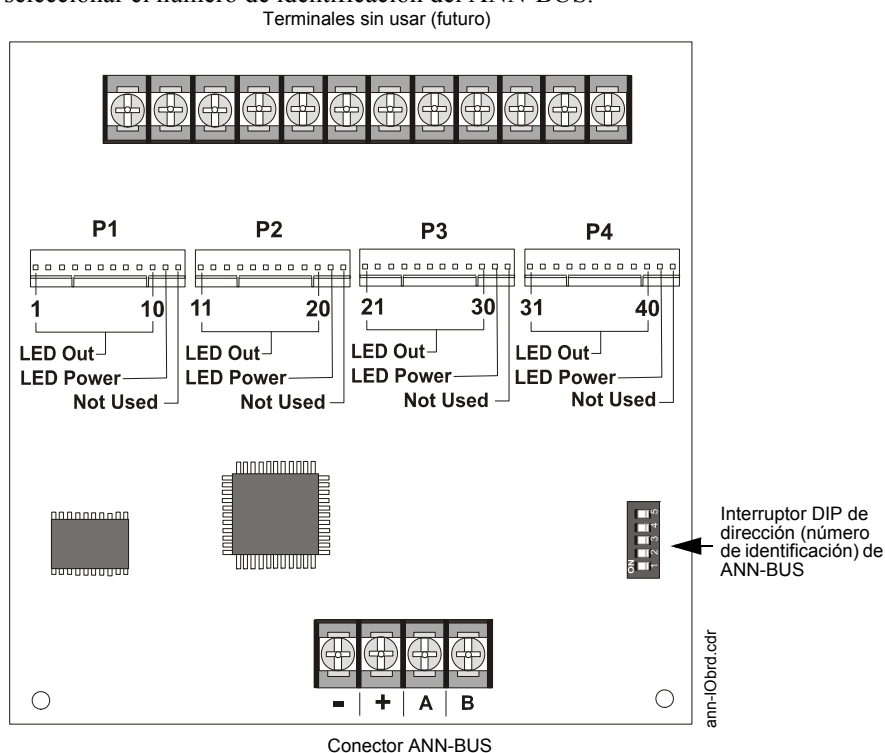 seleccionar el número de identificación del ANN-BUS.
Terminales sin usar (futuro)
P1 P2 P3 P4
1 10 11 20 21 30 31 40
LED Out LED Out LED Out LED Out
LED Power LED Power LED Power LED Power
Not Used Not Used Not Used Not Used
ON 1 2 3 4 5
Interruptor DIP de
dirección (número
de identificación) de
ANN-BUS
- + A B
ann-IObrd.cdr
Conector ANN-BUS